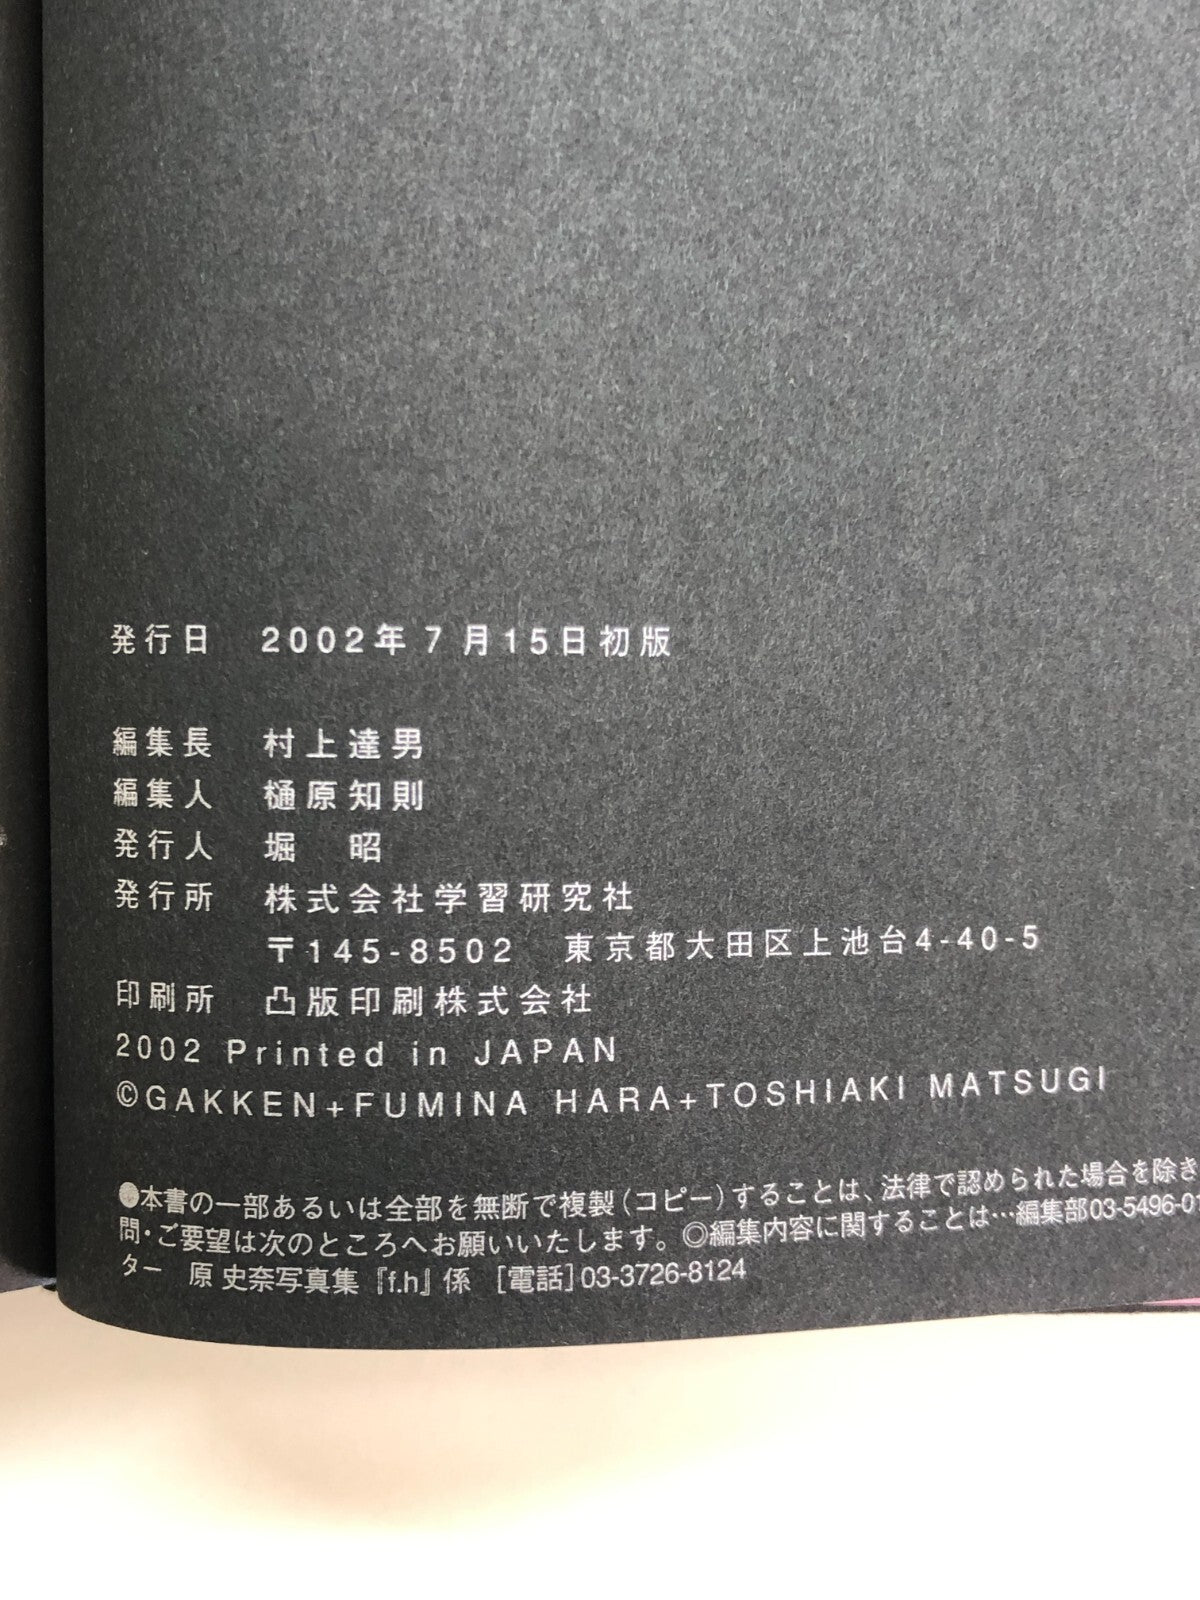 発行日 2002年7月15日初版
編集長 村上達男
編集人 樋原知則
発行人 堀 昭
発行所 株式会社学習研究社
〒145-8502 東京都大田区上池台4-40-5
印刷所 凸版印刷株式会社
2002 Printed in JAPAN
©GAKKEN+FUMINA HARA+TOSHIAKI MATSUGI
●本書の一部あるいは全部を無断で複製(コピー)することは、法律で認められた場合を除き
問・ご要望は次のところへお願いいたします。◎編集内容に関することは…編集部03-5496-0
ター 原 史奈写真集『f.h』係 [電話]03-3726-8124